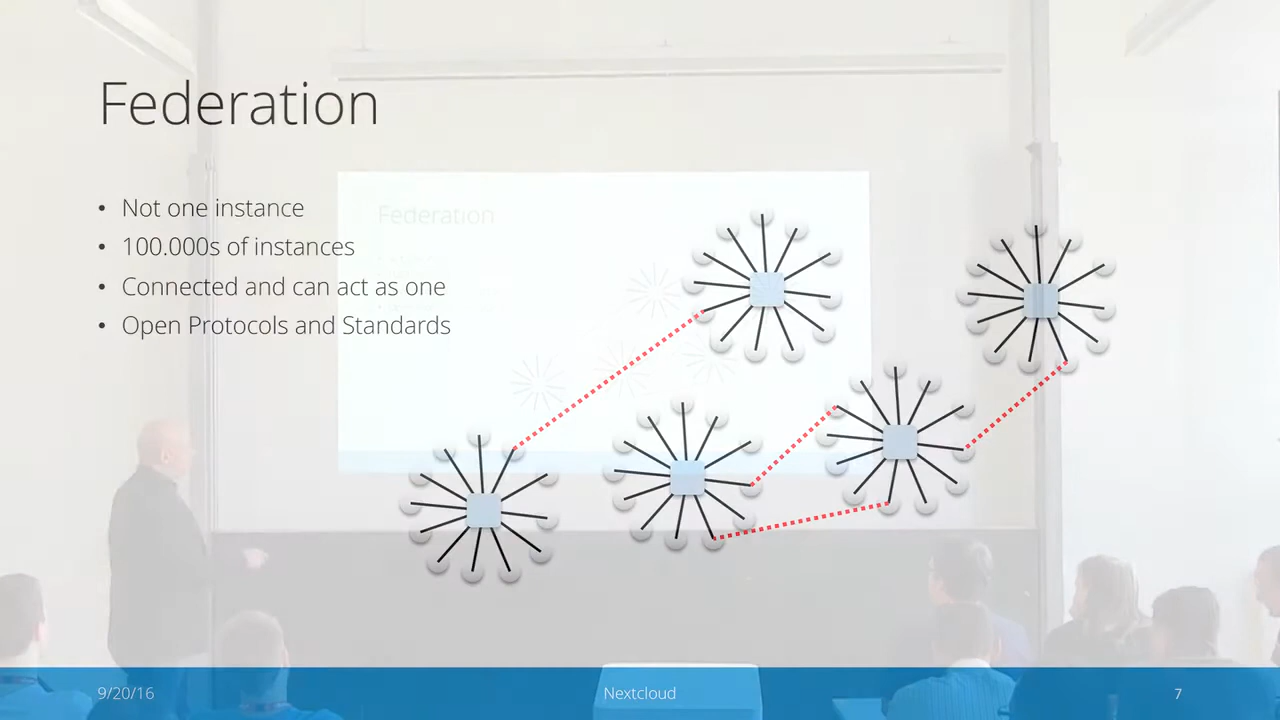 Federation
• Not one instance
• 100.000s of instances
• Connected and can act as one
• Open Protocols and Standards
Federation
9/20/16
Nextcloud
7